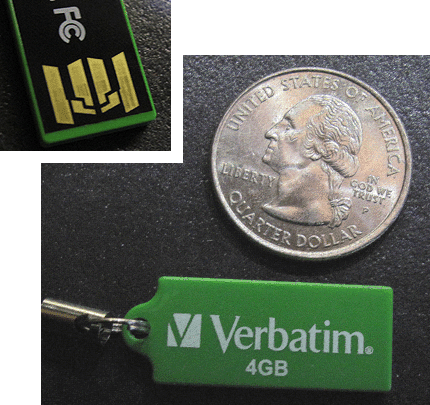 FC
UNITED STATES OF AMERICA
LIBERTY
IN
GOD WE
TRUST
P
QUARTER DOLLAR
Verbatim®
4GB